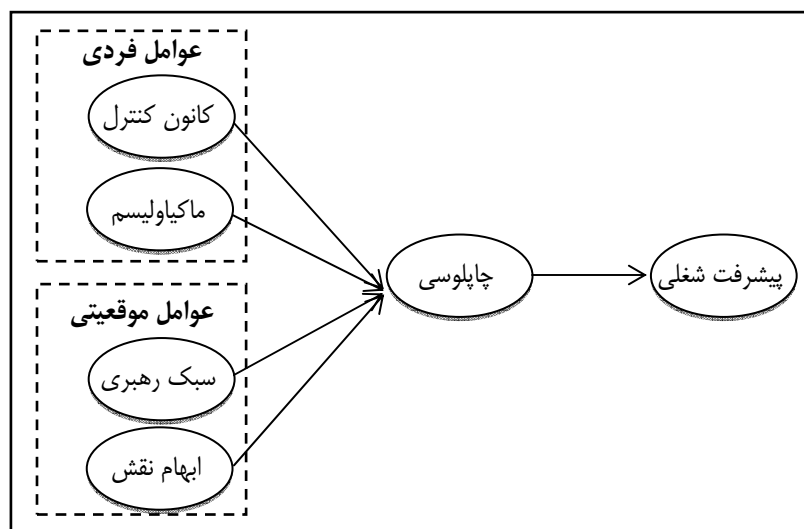 عوامل فردی
کانون کنترل
ماکیاولیسم
عوامل موقعیتی
سبک رهبری
ابهام نقش
چاپلوسی
پیشرفت شغلی